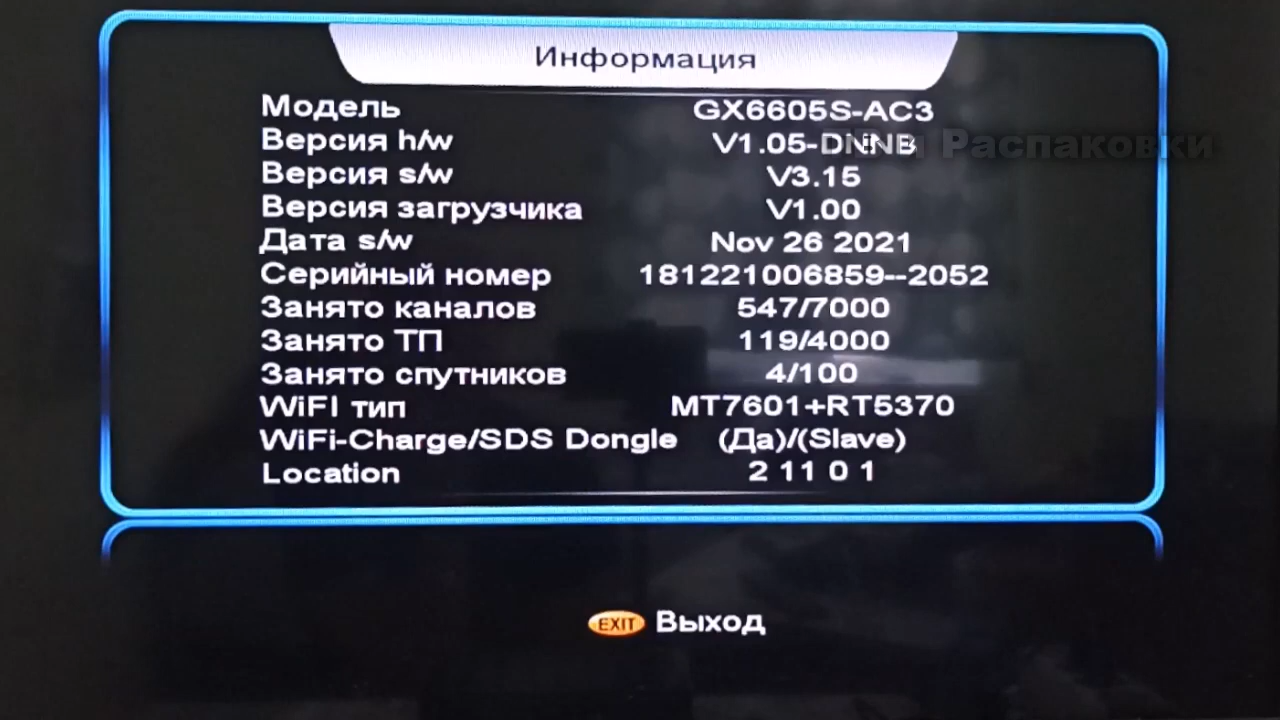 Информация
Модель GX6605S-AC3
Версия h/w V1.05-DNNB
Распаковки
Версия s/w V3.15
Версия загрузчика V1.00
Дата s/w Nov 26 2021
Серийный номер 181221006859--2052
Занято каналов 547/7000
Занято ТП 119/4000
Занято спутников 4/100
WiFI тип MT7601+RT5370
WiFi-Charge/SDS Dongle (Да)/(Slave)
Location 2 11 0 1
EXIT Выход